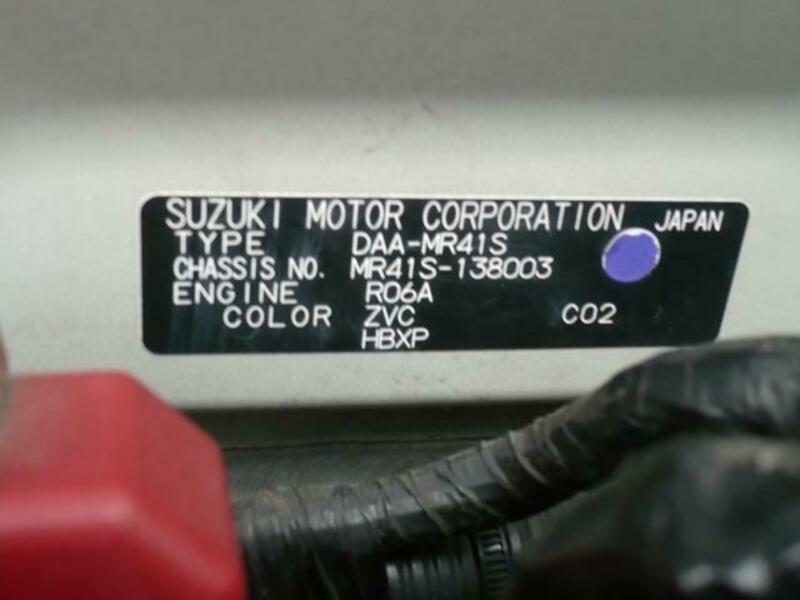 SUZUKI MOTOR CORPORATION JAPAN
TYPE DAA-MR41S
CHASSIS NO. MR41S-138003
ENGINE R06A
COLOR ZVC C02
HBXP